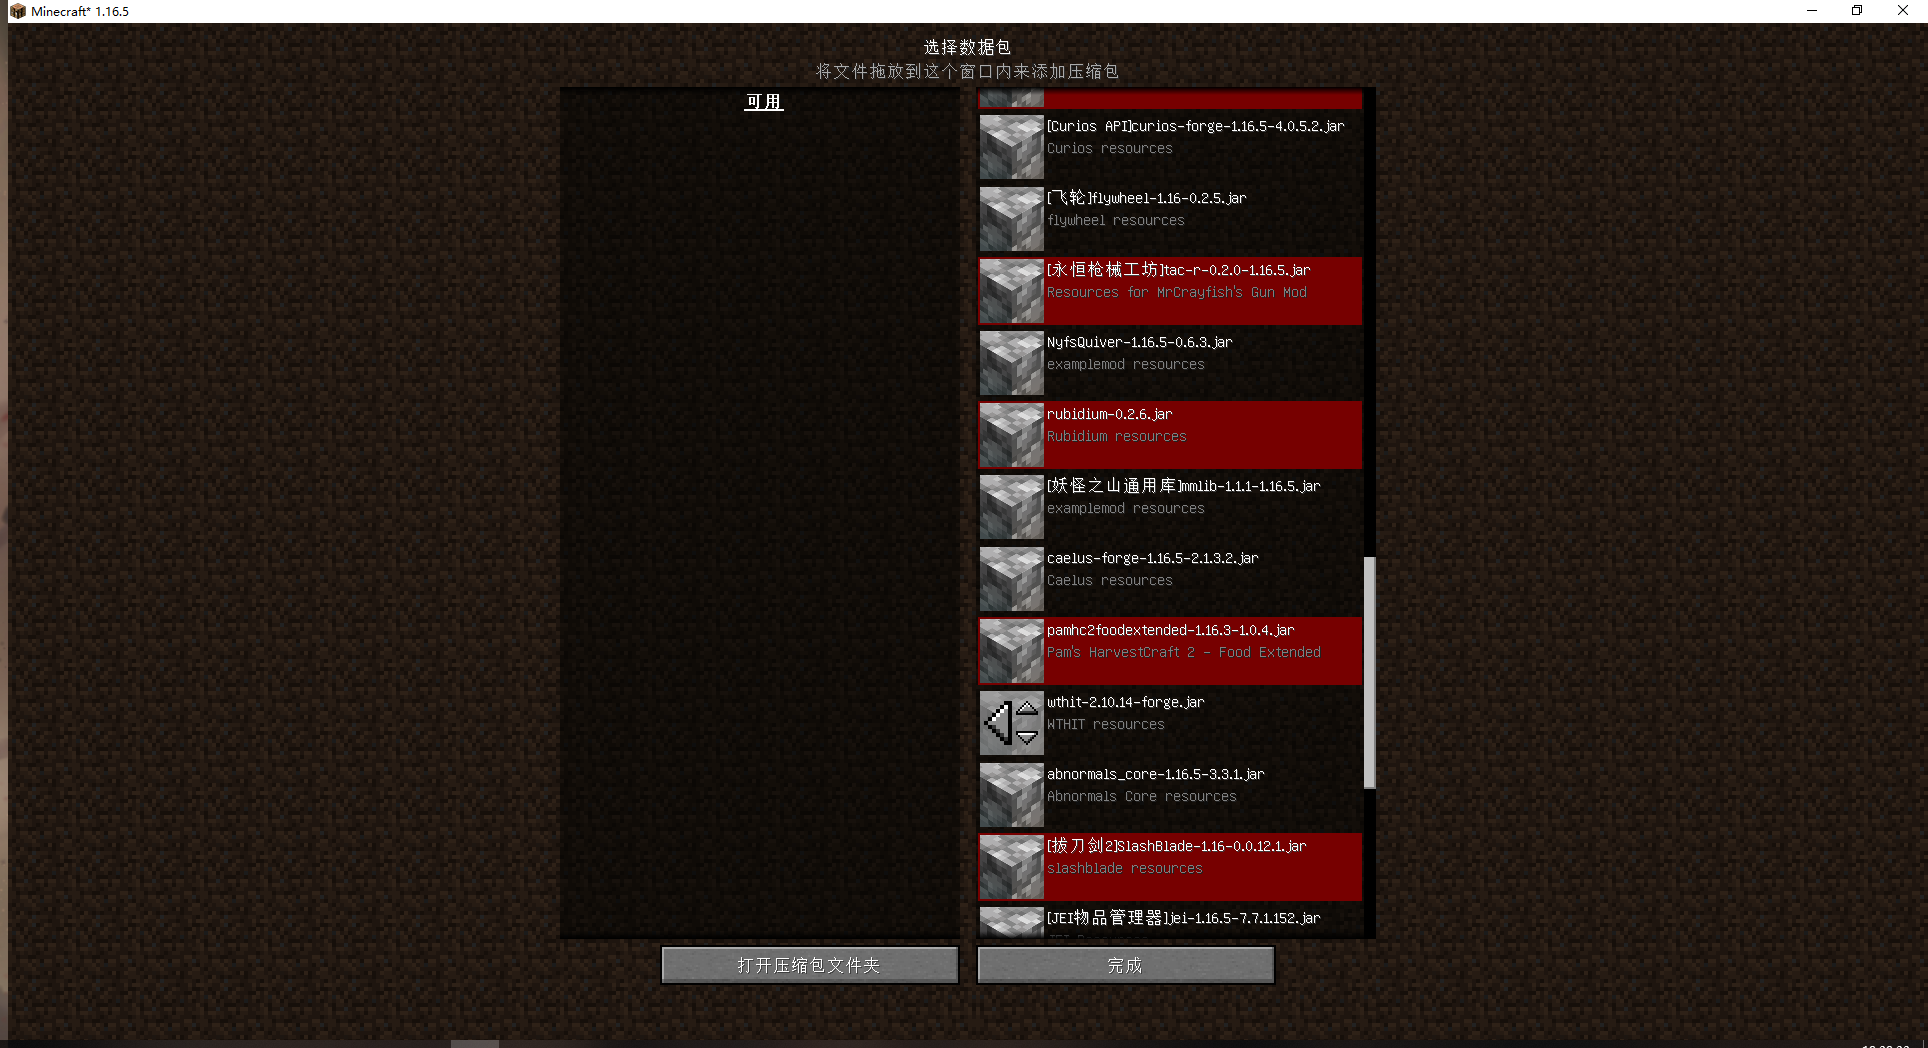 Minecraft* 1.16.5
选择数据包
将文件拖放到这个窗口内来添加压缩包
可用
[Curios API]curios-forge-1.16.5-4.0.5.2.jar
Curios resources
[飞轮]flywheel-1.16-0.2.5.jar
flywheel resources
[永恒枪械工坊]tac-r-0.2.0-1.16.5.jar
Resources for MrCrayfish's Gun Mod
NyfsQuiver-1.16.5-0.6.3.jar
examplemod resources
rubidium-0.2.6.jar
Rubidium resources
[妖怪之山通用库]mmlib-1.1.1-1.16.5.jar
examplemod resources
caelus-forge-1.16.5-2.1.3.2.jar
Caelus resources
pamhc2foodextended-1.16.3-1.0.4.jar
Pam's HarvestCraft 2 - Food Extended
wthit-2.10.14-forge.jar
WTHIT resources
abnormals_core-1.16.5-3.3.1.jar
Abnormals Core resources
[拔刀剑2]SlashBlade-1.16-0.0.12.1.jar
slashblade resources
[JEI物品管理器]jei-1.16.5-7.7.1.152.jar
打开压缩包文件夹
完成